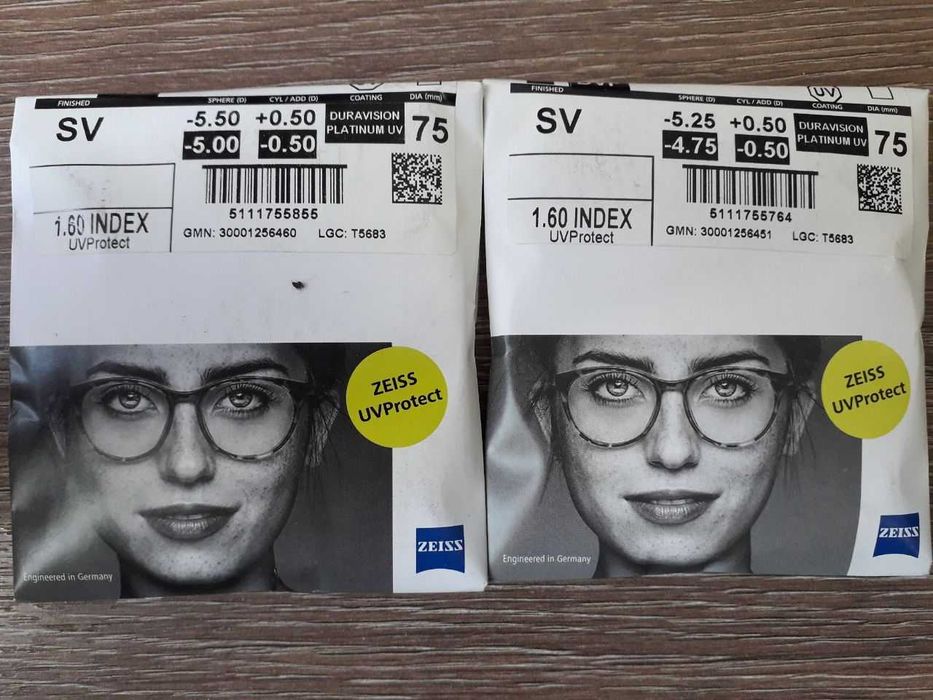 FINISHED SPHERE (D) CYL / ADD (D) COATING DIA (mm)
SV -5.50 +0.50 DURAVISION PLATINUM UV 75
-5.00 -0.50
1.60 INDEX
UVProtect
5111755855
GMN: 30001256460 LGC: T5683
ZEISS
UVProtect
ZEISS
Engineered in Germany
UV
FINISHED SPHERE (D) CYL / ADD (D) COATING DIA (mm)
SV -5.25 +0.50 DURAVISION PLATINUM UV 75
-4.75 -0.50
1.60 INDEX
UVProtect
5111755764
GMN: 30001256451 LGC: T5683
ZEISS
UVProtect
ZEISS
Engineered in Germany